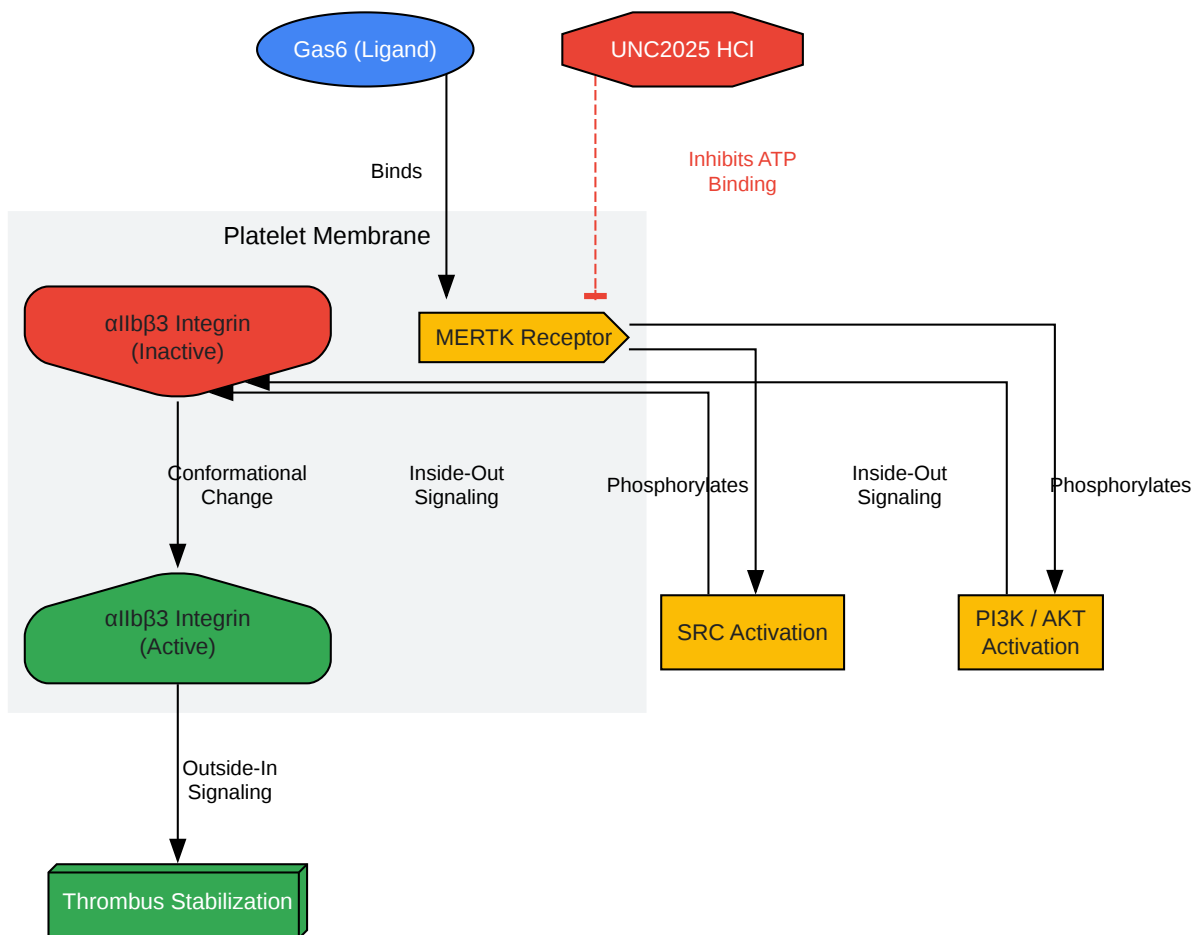 Gas6 (Ligand)
UNC2025 HCl
Binds
Inhibits ATP
Binding
Platelet Membrane
αIIbβ3 Integrin
(Inactive)
MERTK Receptor
Conformational
Change
Inside-Out
Signaling
Phosphorylates
Inside-Out
Signaling
Phosphorylates
αIIbβ3 Integrin
(Active)
SRC Activation
PI3K / AKT
Activation
Outside-In
Signaling
Thrombus Stabilization